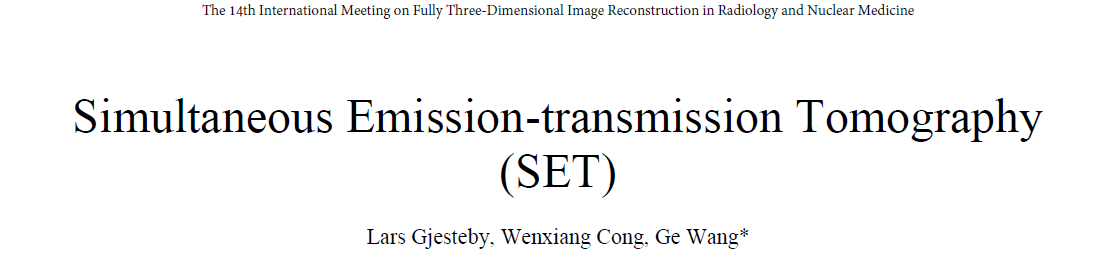 The 14th International Meeting on Fully Three-Dimensional Image Reconstruction in Radiology and Nuclear Medicine
Simultaneous Emission-transmission Tomography
(SET)
Lars Gjesteby, Wenxiang Cong, Ge Wang*